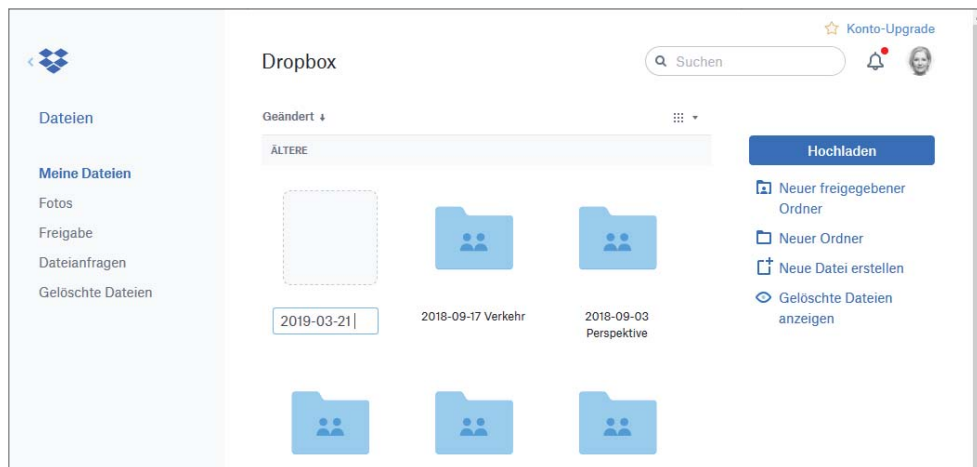 Konto-Upgrade
Dropbox
Suchen
Dateien
Meine Dateien
Fotos
Freigabe
Dateianfragen
Gelöschte Dateien
Geändert ↓
ÄLTERE
2019-03-21
2018-09-17 Verkehr
2018-09-03
Perspektive
Hochladen
Neuer freigegebener
Ordner
Neuer Ordner
Neue Datei erstellen
Gelöschte Dateien
anzeigen